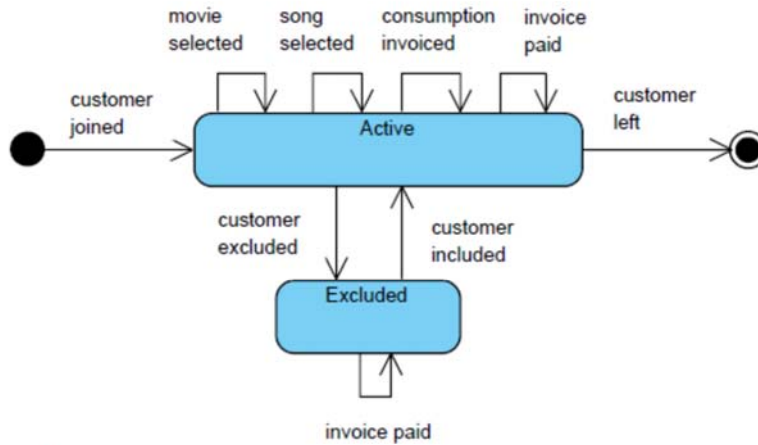 movie
selected
song
selected
consumption
invoiced
invoice
paid
customer
joined
Active
customer
left
customer
excluded
customer
included
Excluded
invoice paid